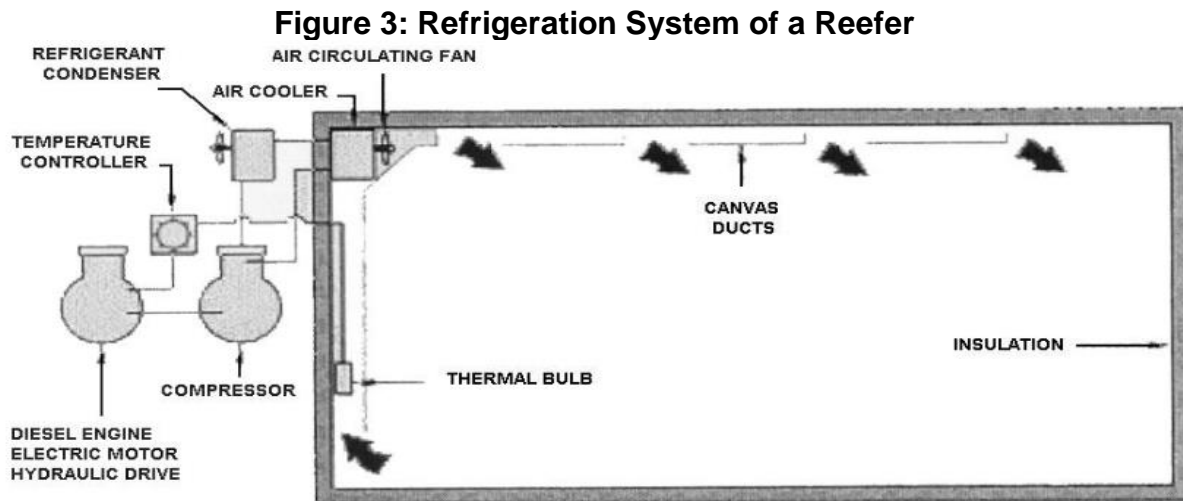 Figure 3: Refrigeration System of a Reefer
REFRIGERANT
CONDENSER
AIR CIRCULATING FAN
AIR COOLER
TEMPERATURE
CONTROLLER
CANVAS
DUCTS
INSULATION
THERMAL BULB
COMPRESSOR
DIESEL ENGINE
ELECTRIC MOTOR
HYDRAULIC DRIVE